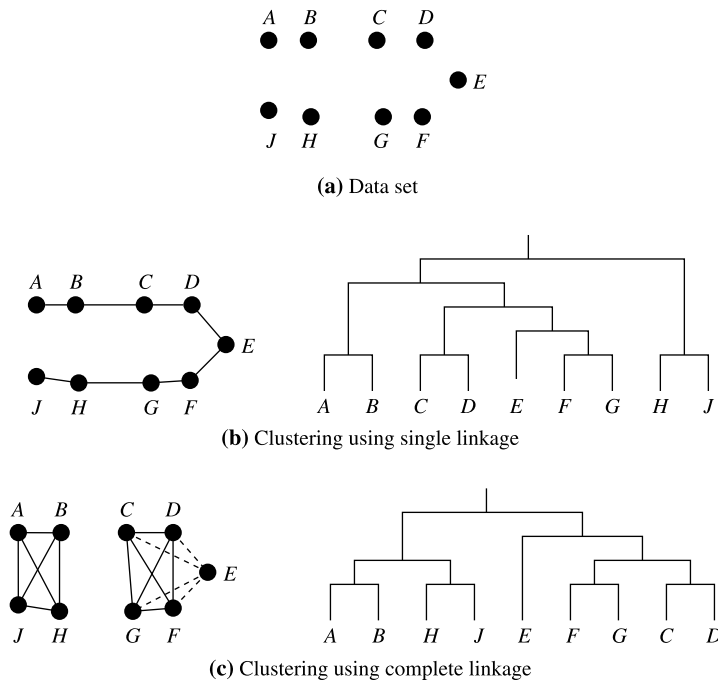 A B C D
E
J H G F
(a) Data set
A B C D
E
J H G F
A B C D E F G H J
(b) Clustering using single linkage
A B C D
E
J H G F
A B H J E F G C D
(c) Clustering using complete linkage